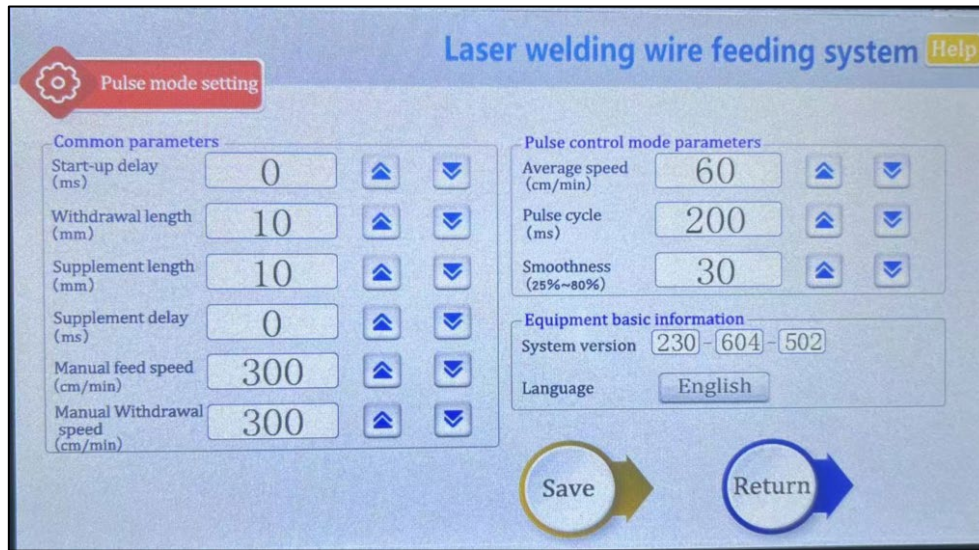 Laser welding wire feeding system Help
Pulse mode setting
Common parameters
Start-up delay
(ms)
0
Withdrawal length
(mm)
10
Supplement length
(mm)
10
Supplement delay
(ms)
0
Manual feed speed
(cm/min)
300
Manual Withdrawal
speed
(cm/min)
300
Pulse control mode parameters
Average speed
(cm/min)
60
Pulse cycle
(ms)
200
Smoothness
(25%~80%)
30
Equipment basic information
System version 230-604-502
Language English
Save
Return